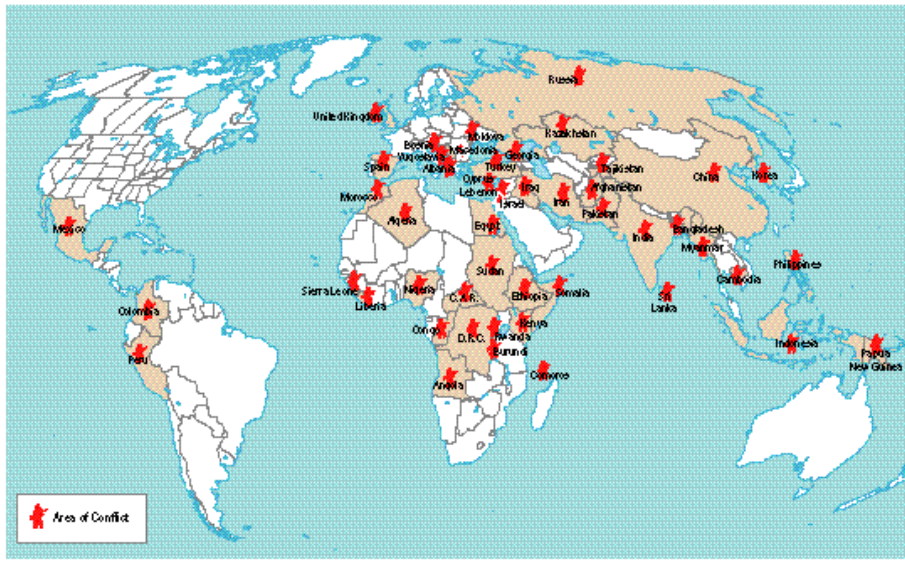 Russia
United Kingdom
Moldova
Kazakhstan
Bosnia
Macedonia
Georgia
Yugoslavia
Spain
Albania
Turkey
Tajikistan
China
Korea
Cyprus
Iraq
Afghanistan
Morocco
Lebenon
Iran
Israel
Pakistan
Algeria
Mexico
Egypt
India
Bangladesh
Myanmar
Philippines
Sudan
Cambodia
Sierra Leone
Nigeria
C.A.R.
Ethiopia
Somalia
Sri
Lanka
Liberia
Colombia
Congo
D.R.C.
Rwanda
Kenya
Burundi
Indonesia
Papua
New Guinea
Peru
Angola
Comoros
Area of Conflict